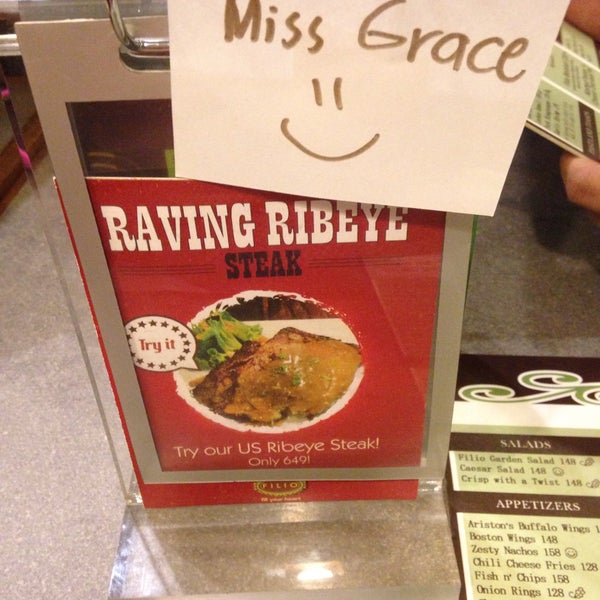 Miss Grace
RAVING RIBEYE
STEAK
Try it
Try our US Ribeye Steak!
Only 649!
FILIO
SALADS
Filio Garden Salad 148
Caesar Salad 148
Crisp with a Twist 148
APPETIZERS
Ariston's Buffalo Wings
Boston Wings 148
Zesty Nachos 158
Chili Cheese Fries 128
Fish n' Chips 158
Onion Rings 128